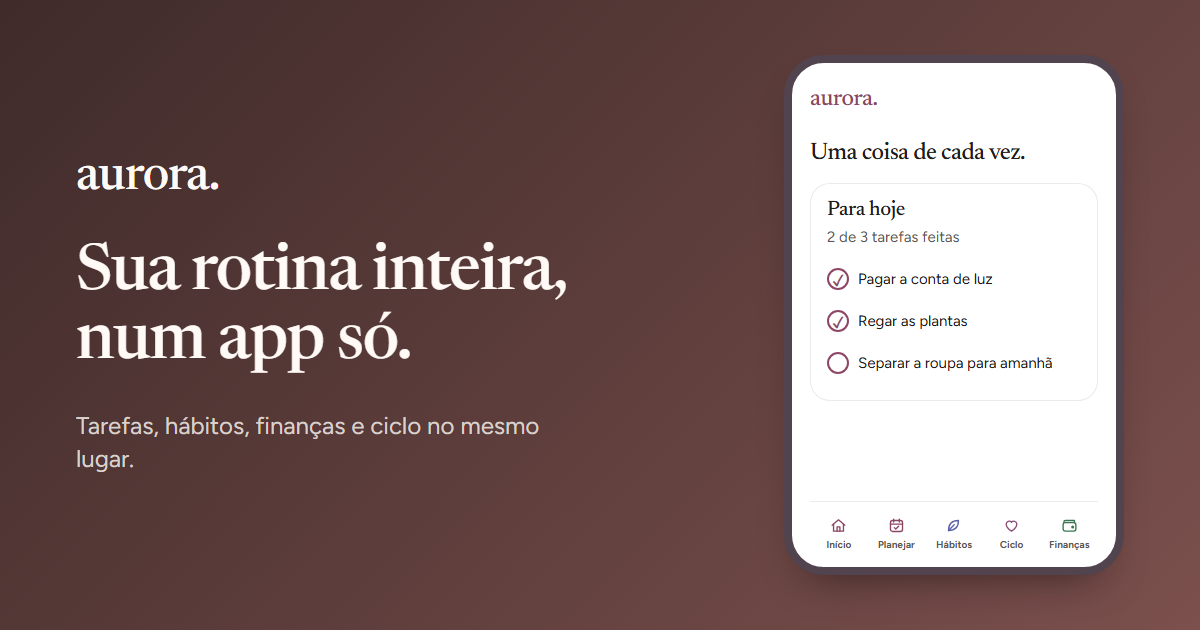 aurora.
Sua rotina inteira,
num app só.
Tarefas, hábitos, finanças e ciclo no mesmo
lugar.
aurora.
Uma coisa de cada vez.
Para hoje
2 de 3 tarefas feitas
Pagar a conta de luz
Regar as plantas
Separar a roupa para amanhã
Início Planejar Hábitos Ciclo Finanças